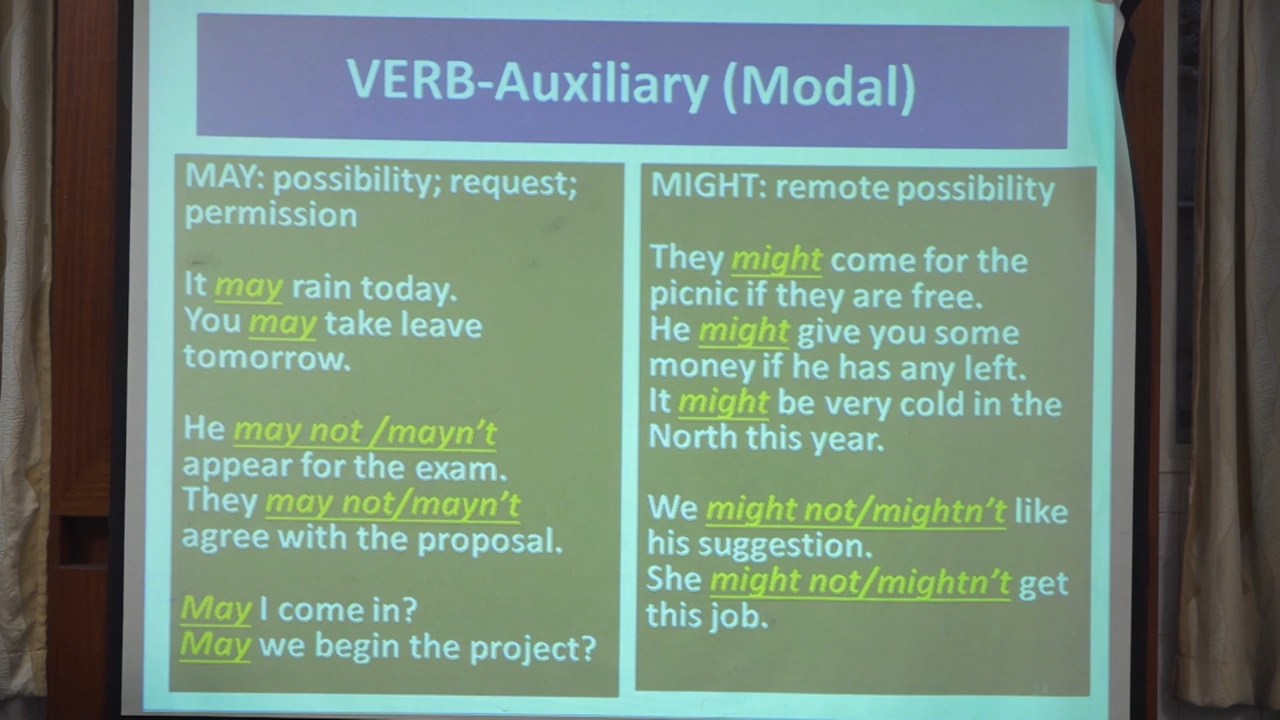 VERB-Auxiliary (Modal)
MAY: possibility; request;
permission
It may rain today.
You may take leave
tomorrow.
He may not /mayn't
appear for the exam.
They may not/mayn't
agree with the proposal.
May I come in?
May we begin the project?
MIGHT: remote possibility
They might come for the
picnic if they are free.
He might give you some
money if he has any left.
It might be very cold in the
North this year.
We might not/mightn't like
his suggestion.
She might not/mightn't get
this job.